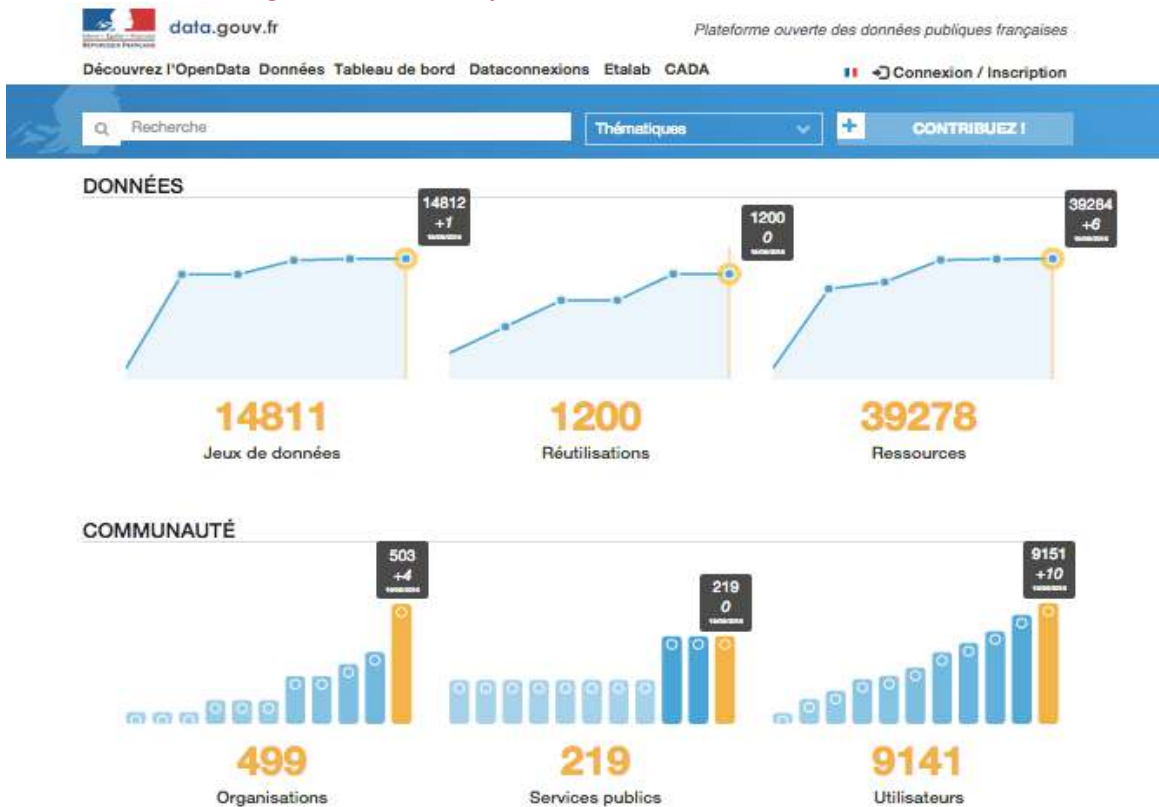 data.gouv.fr
Plateforme ouverte des données publiques françaises
RÉPUBLIQUE FRANÇAISE
Découvrez l'OpenData Données Tableau de bord Dataconnexions Etalab CADA
Connexion / Inscription
Recherche
Thématiques
+ CONTRIBUEZ !
DONNÉES
14812
+1
1200
0
39284
+6
14811
1200
39278
Jeux de données
Réutilisations
Ressources
COMMUNAUTÉ
503
+4
219
0
9151
+10
499
219
9141
Organisations
Services publics
Utilisateurs